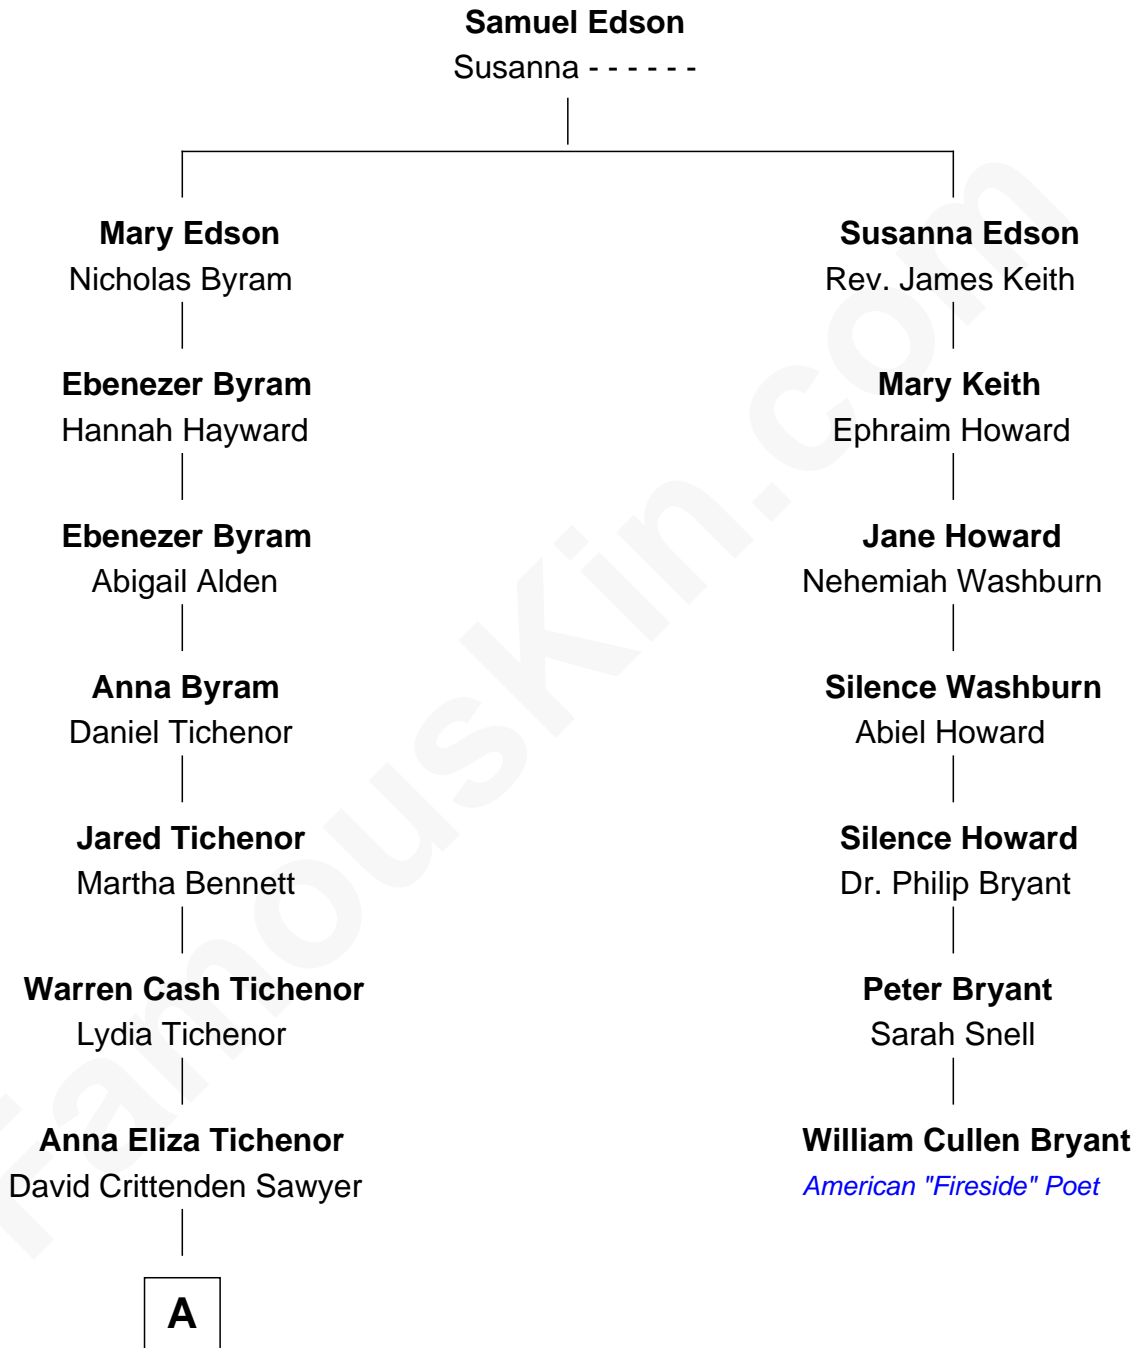 Samuel Edson
Susanna - - - - - -
Mary Edson
Nicholas Byram
Ebenezer Byram
Hannah Hayward
Ebenezer Byram
Abigail Alden
Anna Byram
Daniel Tichenor
Jared Tichenor
Martha Bennett
Warren Cash Tichenor
Lydia Tichenor
Anna Eliza Tichenor
David Crittenden Sawyer
A
Susanna Edson
Rev. James Keith
Mary Keith
Ephraim Howard
Jane Howard
Nehemiah Washburn
Silence Washburn
Abiel Howard
Silence Howard
Dr. Philip Bryant
Peter Bryant
Sarah Snell
William Cullen Bryant
American "Fireside" Poet
FamousKin.com